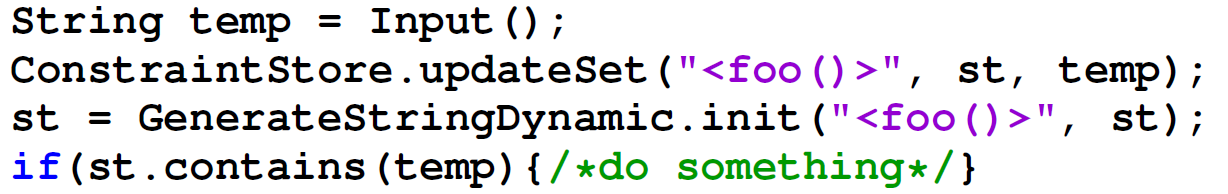 String temp = Input();
ConstraintStore.updateSet("<foo()>", st, temp);
st = GenerateStringDynamic.init("<foo()>", st);
if(st.contains(temp){/*do something*/}